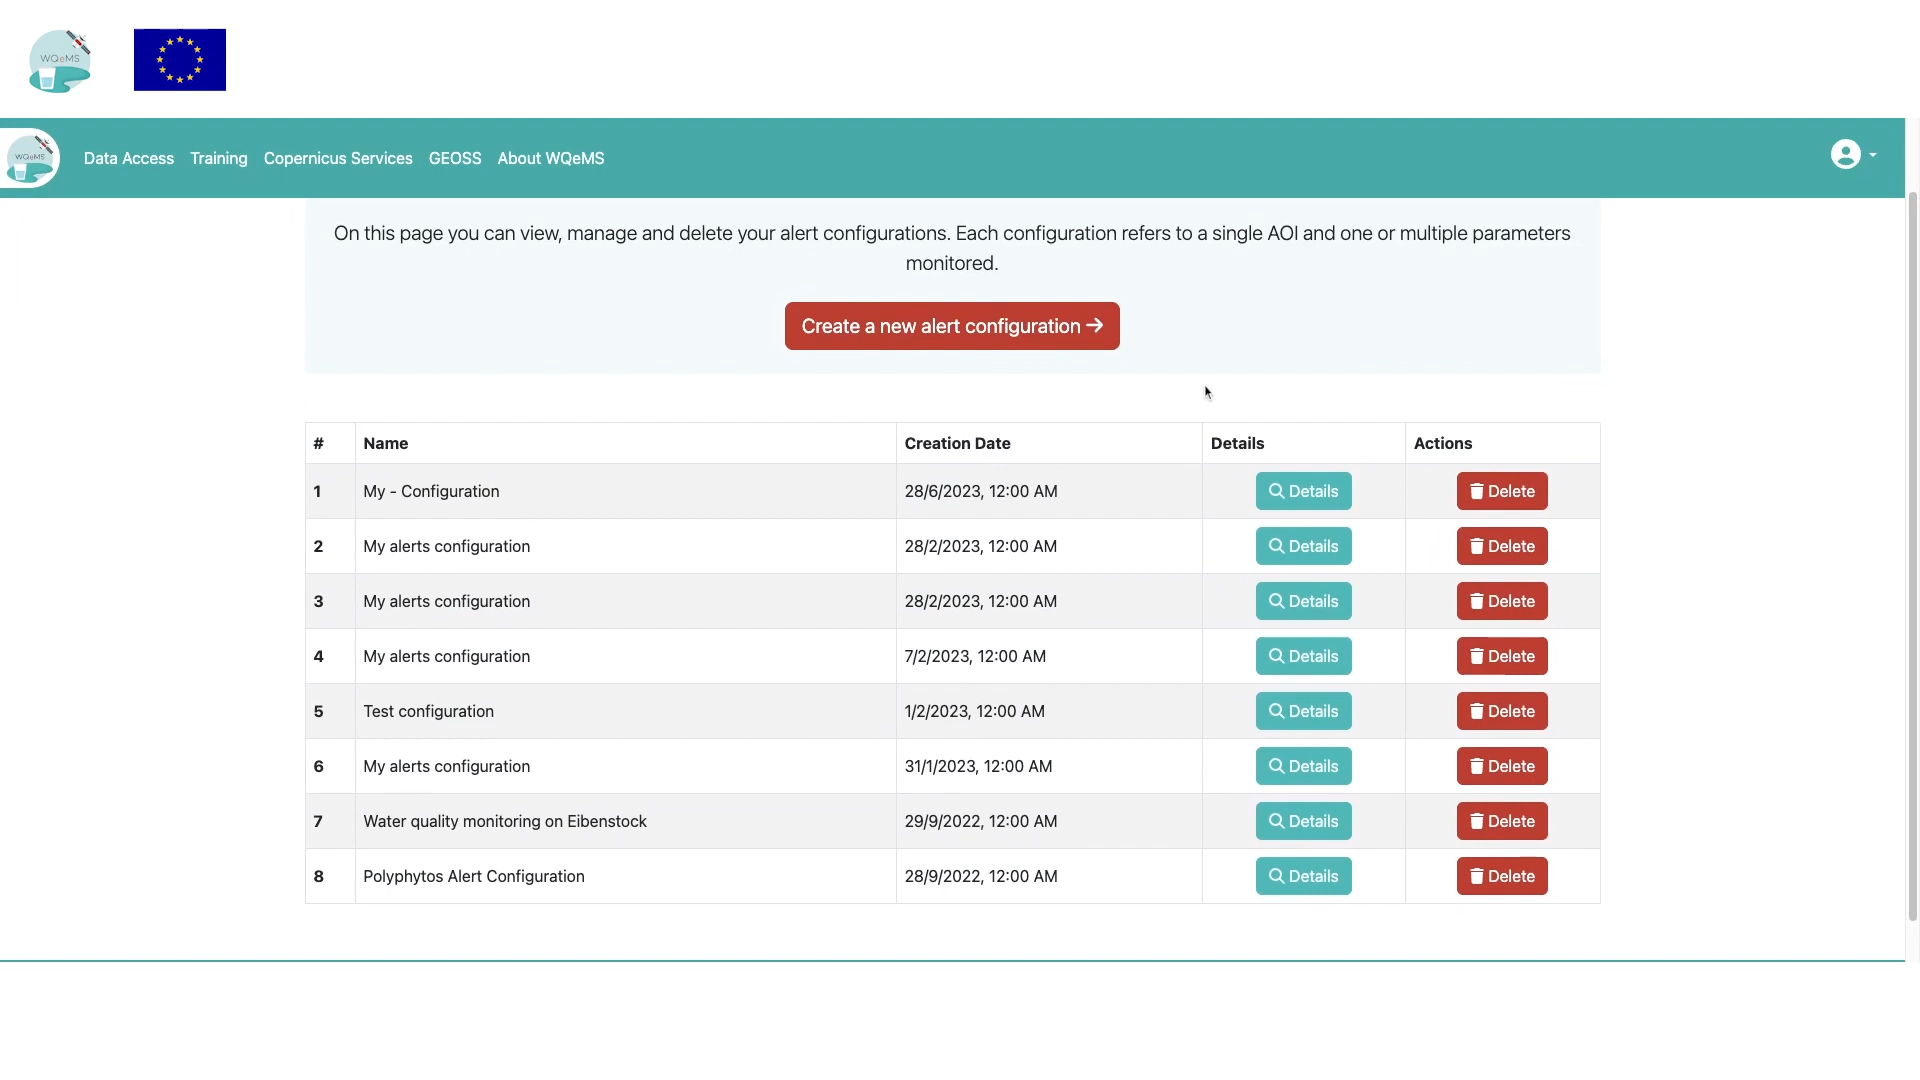 WQeMS
WQeMS
Data Access Training Copernicus Services GEOSS About WQeMS
On this page you can view, manage and delete your alert configurations. Each configuration refers to a single AOI and one or multiple parameters
monitored.
Create a new alert configuration →
# Name Creation Date Details Actions
1 My - Configuration 28/6/2023, 12:00 AM Details Delete
2 My alerts configuration 28/2/2023, 12:00 AM Details Delete
3 My alerts configuration 28/2/2023, 12:00 AM Details Delete
4 My alerts configuration 7/2/2023, 12:00 AM Details Delete
5 Test configuration 1/2/2023, 12:00 AM Details Delete
6 My alerts configuration 31/1/2023, 12:00 AM Details Delete
7 Water quality monitoring on Eibenstock 29/9/2022, 12:00 AM Details Delete
8 Polyphytos Alert Configuration 28/9/2022, 12:00 AM Details Delete